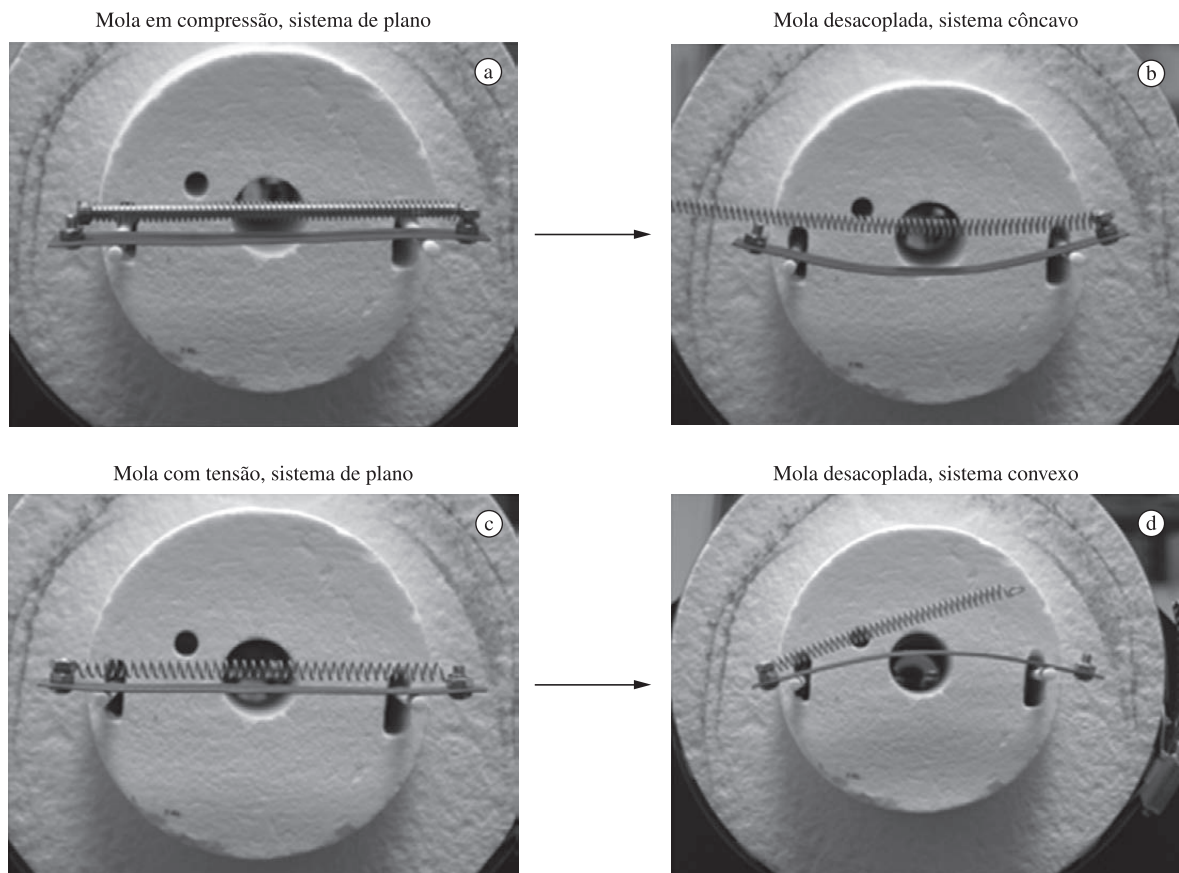 Mola em compressão, sistema de plano
Mola desacoplada, sistema côncavo
a
b
Mola com tensão, sistema de plano
Mola desacoplada, sistema convexo
c
d